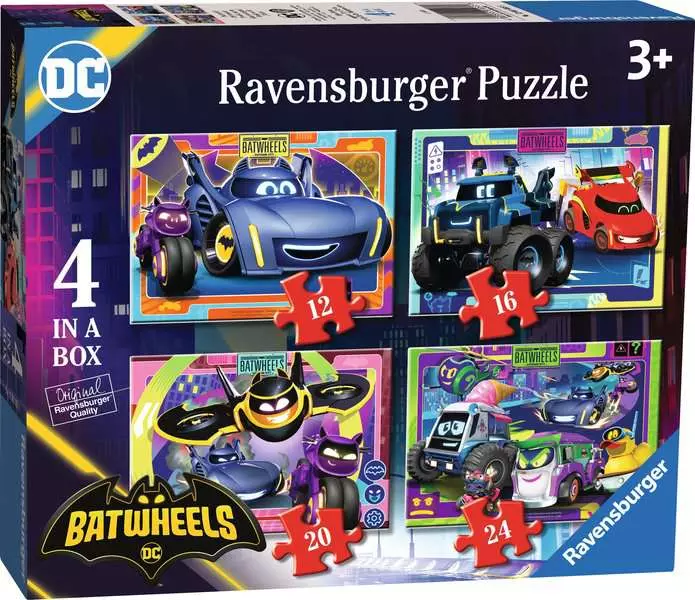 DC
Ravensburger® Puzzle
3+
4
IN A
BOX
Original
Ravensburger
Quality
BATWHEELS
12
BATWHEELS
16
BATWHEELS
20
BATWHEELS
24
?
BATWHEELS
DC
Ravensburger
Ravensburger